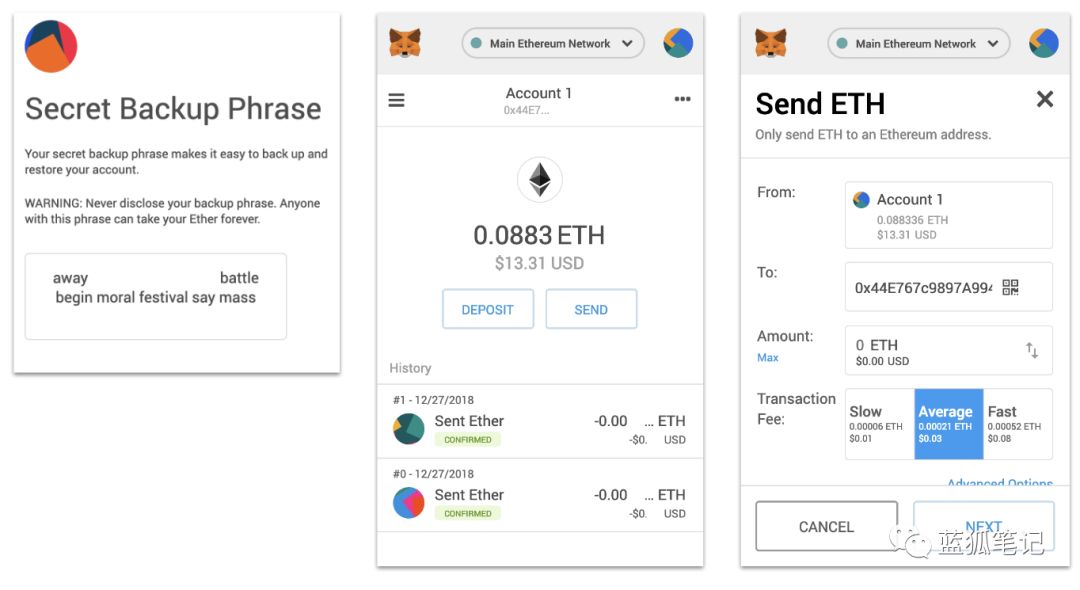 Secret Backup Phrase
Your secret backup phrase makes it easy to back up and
restore your account.
WARNING: Never disclose your backup phrase. Anyone
with this phrase can take your Ether forever.
away battle
begin moral festival say mass
Main Ethereum Network
Account 1
0x44E7...
0.0883 ETH
$13.31 USD
DEPOSIT SEND
History
#1 - 12/27/2018
Sent Ether -0.00 ... ETH
CONFIRMED -$0. USD
#0 - 12/27/2018
Sent Ether -0.00 ... ETH
CONFIRMED -$0. USD
Main Ethereum Network
Send ETH
Only send ETH to an Ethereum address.
From: Account 1
0.088336 ETH
$13.31 USD
To: 0x44E767c9897A994
Amount: 0 ETH
Max $0.00 USD
Transaction Fee:
Slow Average Fast
0.00006 ETH 0.00021 ETH 0.00052 ETH
$0.01 $0.03 $0.08
Advanced Options
CANCEL NEXT
蓝狐笔记